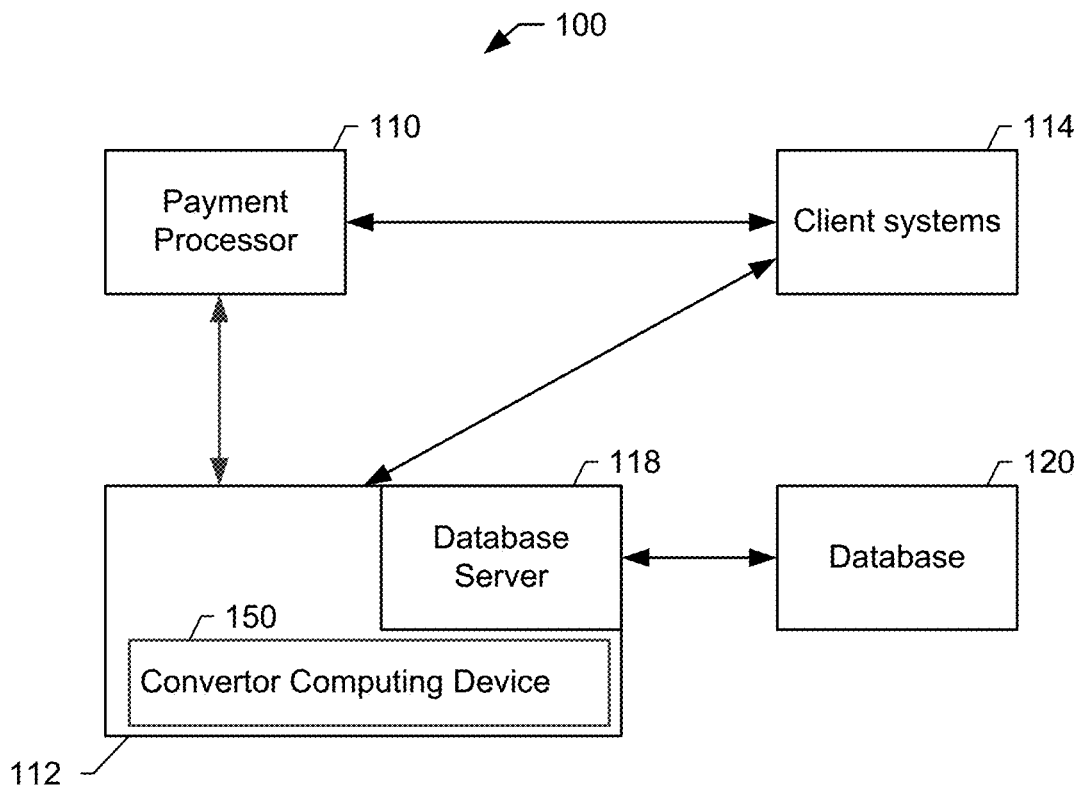 100
110
114
Payment
Processor
Client systems
118
120
Database
Server
Database
150
Convertor Computing Device
112